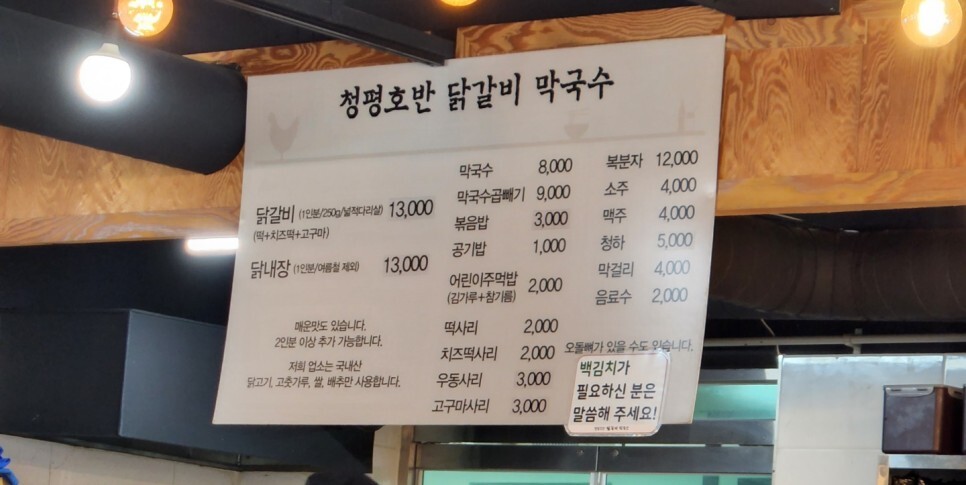 청평호반 닭갈비 막국수
닭갈비 (1인분/250g/넓적다리살) 13,000
(떡+치즈떡+고구마)
닭내장 (1인분/여름철 제외) 13,000
매운맛도 있습니다.
2인분 이상 추가 가능합니다.
저희 업소는 국내산
닭고기, 고춧가루, 쌀, 배추만 사용합니다.
막국수 8,000
막국수곱빼기 9,000
볶음밥 3,000
공기밥 1,000
어린이주먹밥 2,000
(김가루+참기름)
떡사리 2,000
치즈떡사리 2,000
우동사리 3,000
고구마사리 3,000
복분자 12,000
소주 4,000
맥주 4,000
청하 5,000
막걸리 4,000
음료수 2,000
오돌뼈가 있을 수도 있습니다.
백김치가
필요하신 분은
말씀해 주세요!